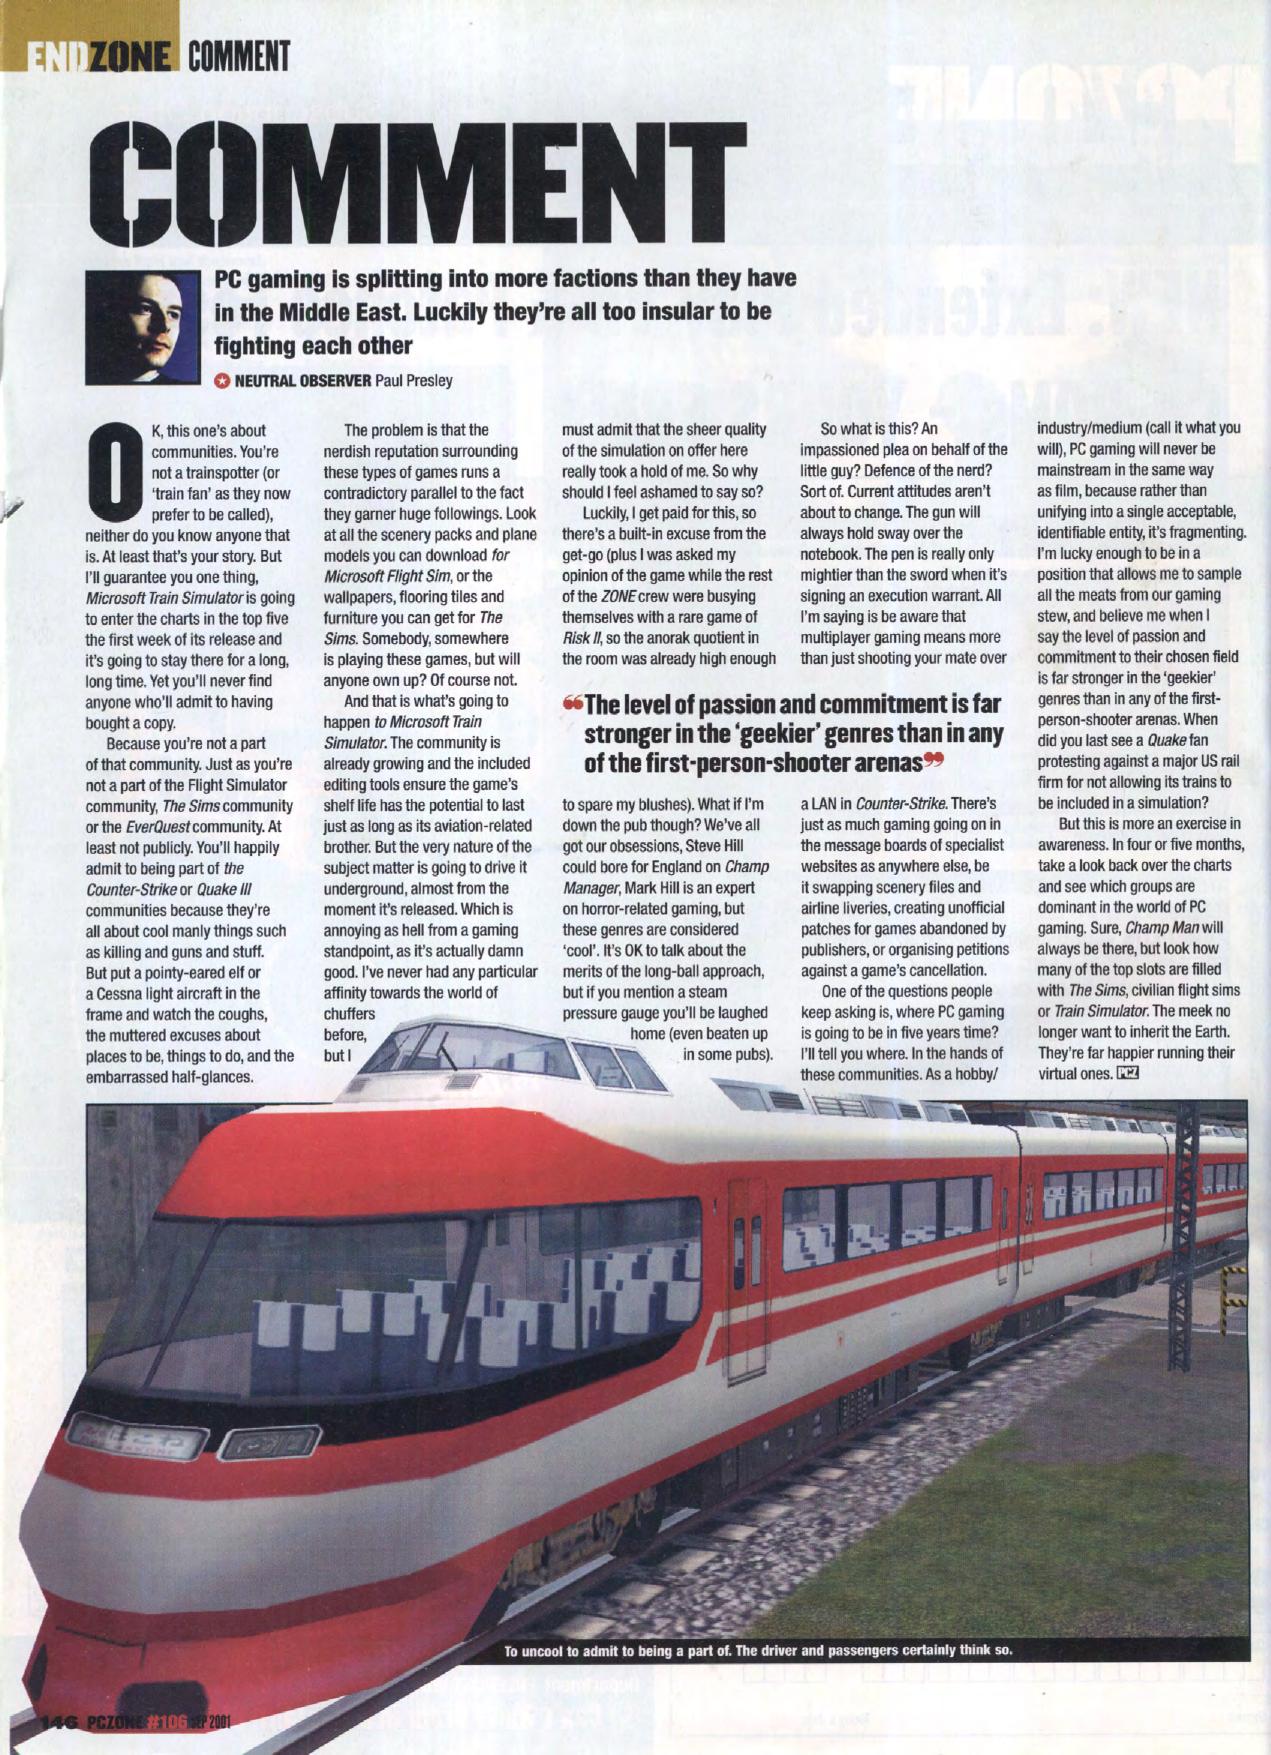 ENDZONE COMMENT
COMMENT
PC gaming is splitting into more factions than they have
in the Middle East. Luckily they're all too insular to be
fighting each other
NEUTRAL OBSERVER Paul Presley
OK, this one's about
communities. You're
not a trainspotter (or
'train fan' as they now
prefer to be called),
neither do you know anyone that
is. At least that's your story. But
I'll guarantee you one thing,
Microsoft Train Simulator is going
to enter the charts in the top five
the first week of its release and
it's going to stay there for a long,
long time. Yet you'll never find
anyone who'll admit to having
bought a copy.
Because you're not a part
of that community. Just as you're
not a part of the Flight Simulator
community, The Sims community
or the EverQuest community. At
least not publicly. You'll happily
admit to being part of the
Counter-Strike or Quake III
communities because they're
all about cool manly things such
as killing and guns and stuff.
But put a pointy-eared elf or
a Cessna light aircraft in the
frame and watch the coughs,
the muttered excuses about
places to be, things to do, and the
embarrassed half-glances.
The problem is that the
nerdish reputation surrounding
these types of games runs a
contradictory parallel to the fact
they garner huge followings. Look
at all the scenery packs and plane
models you can download for
Microsoft Flight Sim, or the
wallpapers, flooring tiles and
furniture you can get for The
Sims. Somebody, somewhere
is playing these games, but will
anyone own up? Of course not.
And that is what's going to
happen to Microsoft Train
Simulator. The community is
already growing and the included
editing tools ensure the game's
shelf life has the potential to last
just as long as its aviation-related
brother. But the very nature of the
subject matter is going to drive it
underground, almost from the
moment it's released. Which is
annoying as hell from a gaming
standpoint, as it's actually damn
good. I've never had any particular
affinity towards the world of
chuffers
before,
but I
must admit that the sheer quality
of the simulation on offer here
really took a hold of me. So why
should I feel ashamed to say so?
Luckily, I get paid for this, so
there's a built-in excuse from the
get-go (plus I was asked my
opinion of the game while the rest
of the ZONE crew were busying
themselves with a rare game of
Risk II, so the anorak quotient in
the room was already high enough
to spare my blushes). What if I'm
down the pub though? We've all
got our obsessions, Steve Hill
could bore for England on Champ
Manager, Mark Hill is an expert
on horror-related gaming, but
these genres are considered
'cool'. It's OK to talk about the
merits of the long-ball approach,
but if you mention a steam
pressure gauge you'll be laughed
home (even beaten up
in some pubs).
So what is this? An
impassioned plea on behalf of the
little guy? Defence of the nerd?
Sort of. Current attitudes aren't
about to change. The gun will
always hold sway over the
notebook. The pen is really only
mightier than the sword when it's
signing an execution warrant. All
I'm saying is be aware that
multiplayer gaming means more
than just shooting your mate over
"The level of passion and commitment is far
stronger in the 'geekier' genres than in any
of the first-person-shooter arenas"
a LAN in Counter-Strike. There's
just as much gaming going on in
the message boards of specialist
websites as anywhere else, be
it swapping scenery files and
airline liveries, creating unofficial
patches for games abandoned by
publishers, or organising petitions
against a game's cancellation.
One of the questions people
keep asking is, where PC gaming
is going to be in five years time?
I'll tell you where. In the hands of
these communities. As a hobby/
industry/medium (call it what you
will), PC gaming will never be
mainstream in the same way
as film, because rather than
unifying into a single acceptable,
identifiable entity, it's fragmenting.
I'm lucky enough to be in a
position that allows me to sample
all the meats from our gaming
stew, and believe me when I
say the level of passion and
commitment to their chosen field
is far stronger in the 'geekier'
genres than in any of the first-
person-shooter arenas. When
did you last see a Quake fan
protesting against a major US rail
firm for not allowing its trains to
be included in a simulation?
But this is more an exercise in
awareness. In four or five months,
take a look back over the charts
and see which groups are
dominant in the world of PC
gaming. Sure, Champ Man will
always be there, but look how
many of the top slots are filled
with The Sims, civilian flight sims
or Train Simulator. The meek no
longer want to inherit the Earth.
They're far happier running their
virtual ones. PCZ
To uncool to admit to being a part of. The driver and passengers certainly think so.
146 PCZONE #106 SEP 2001